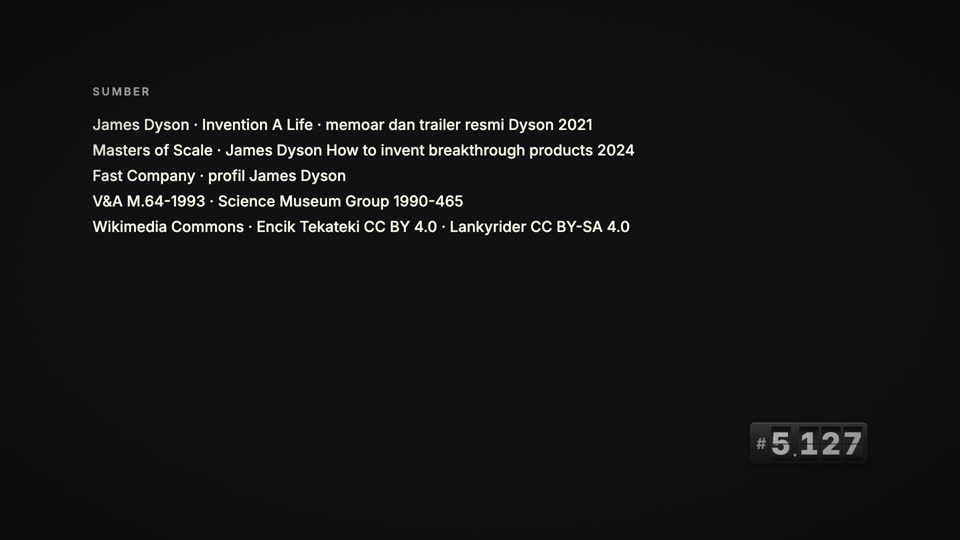 SUMBER
James Dyson · Invention A Life · memoar dan trailer resmi Dyson 2021
Masters of Scale · James Dyson How to invent breakthrough products 2024
Fast Company · profil James Dyson
V&A M.64-1993 · Science Museum Group 1990-465
Wikimedia Commons · Encik Tekateki CC BY 4.0 · Lankyrider CC BY-SA 4.0
#5.127